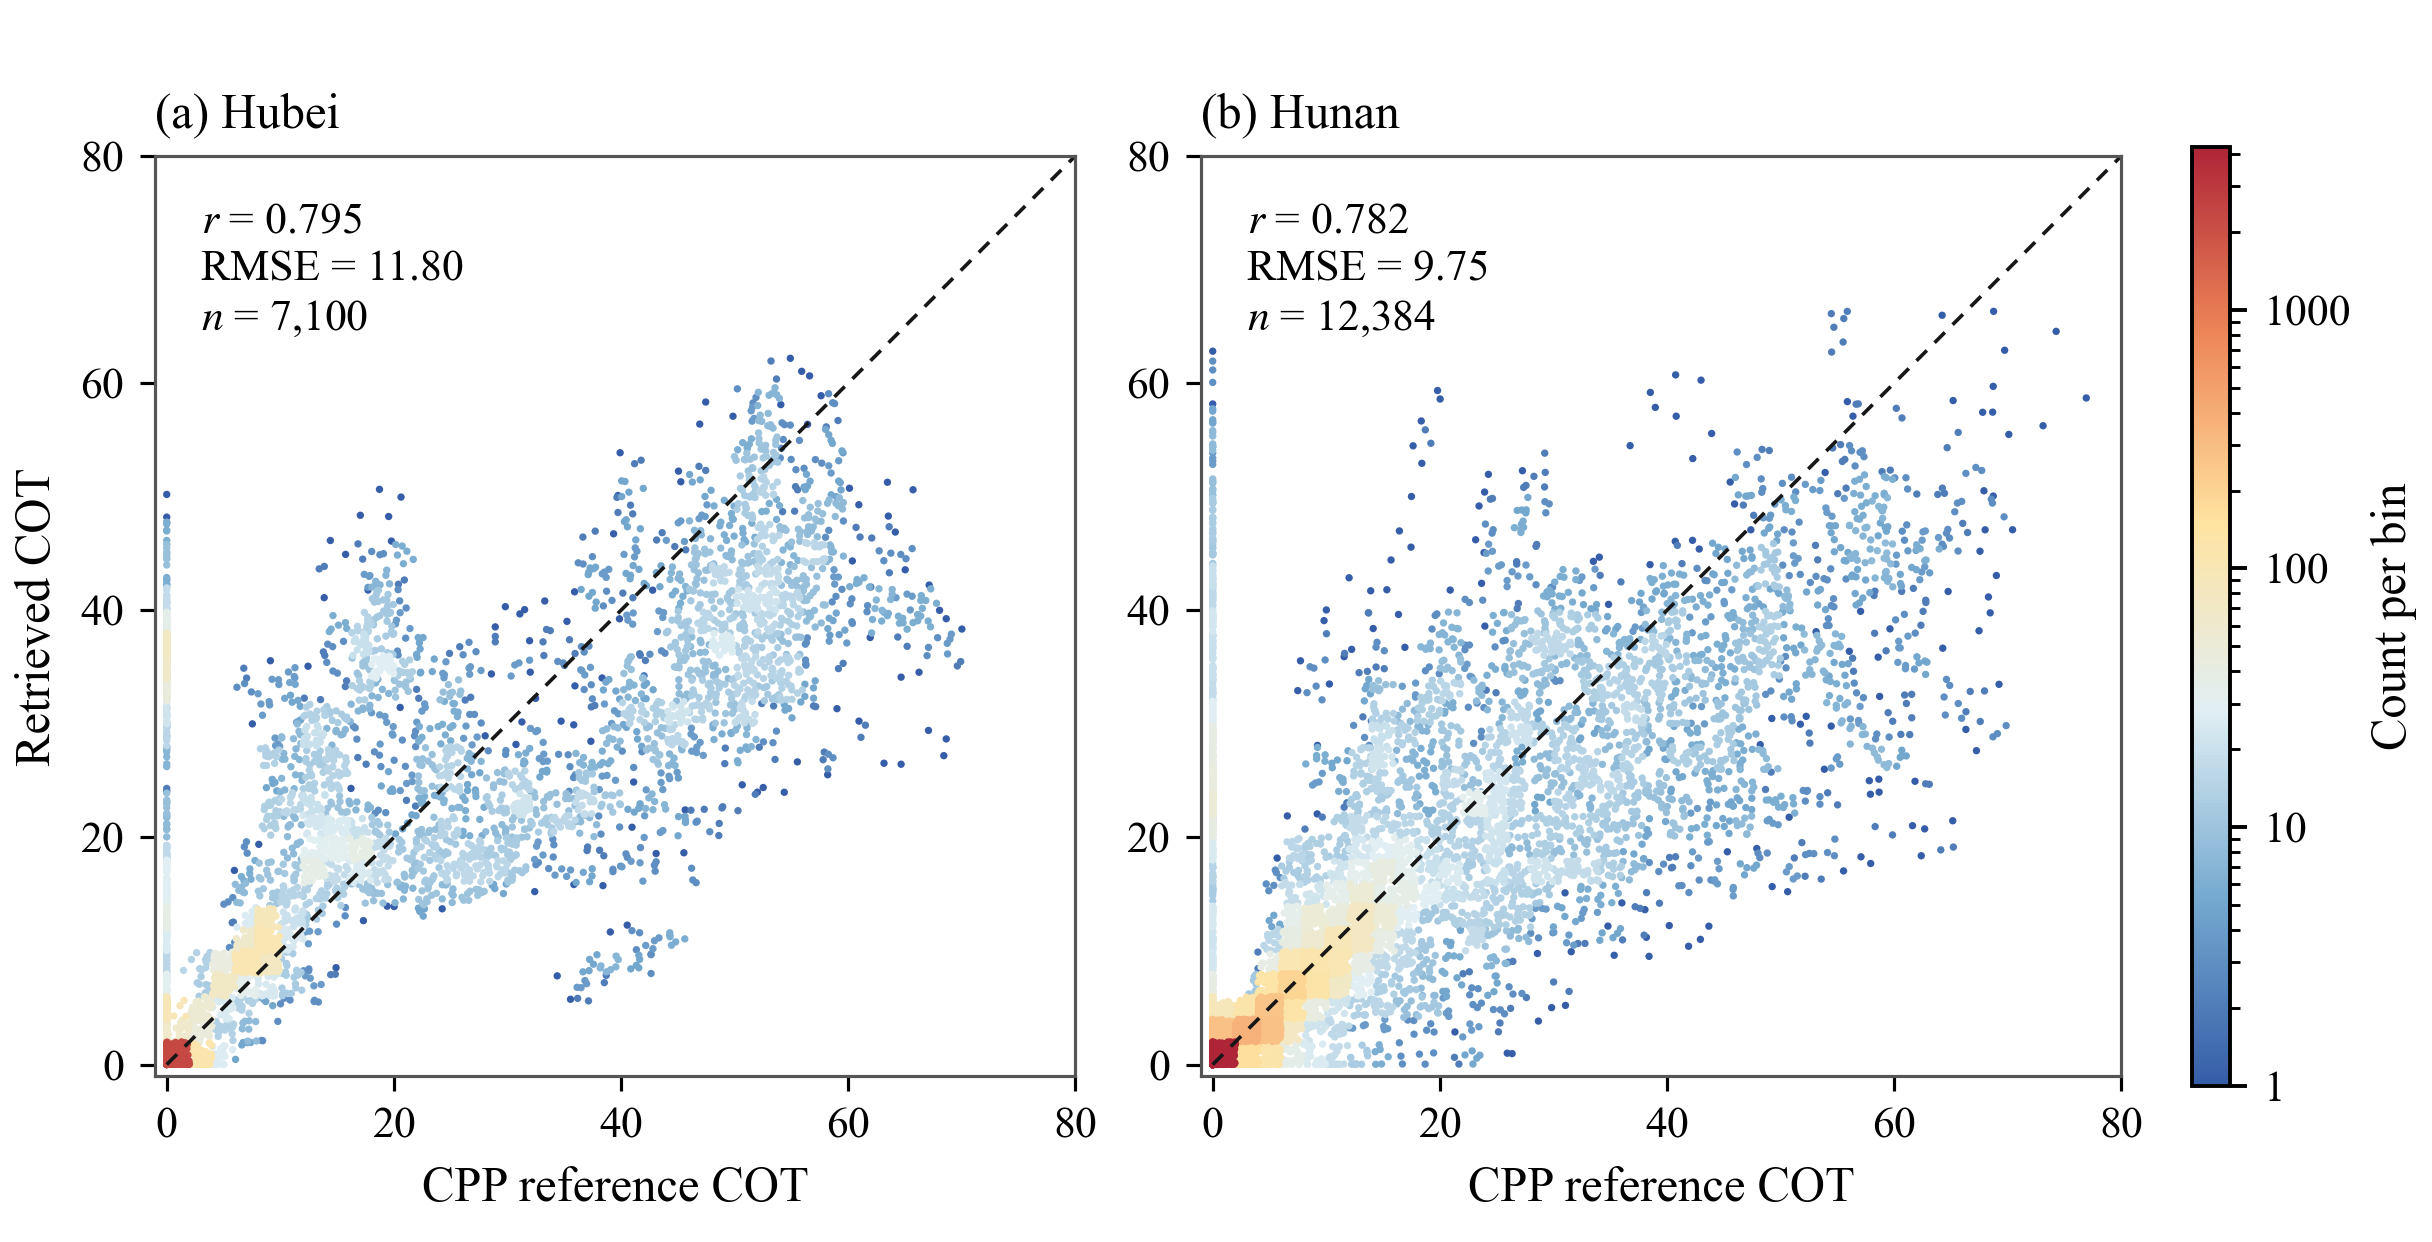 (a) Hubei
80
60
40
20
0
r = 0.795
RMSE = 11.80
n = 7,100
Retrieved COT
0
20
40
60
80
CPP reference COT
(b) Hunan
80
60
40
20
0
r = 0.782
RMSE = 9.75
n = 12,384
0
20
40
60
80
CPP reference COT
1000
100
10
1
Count per bin